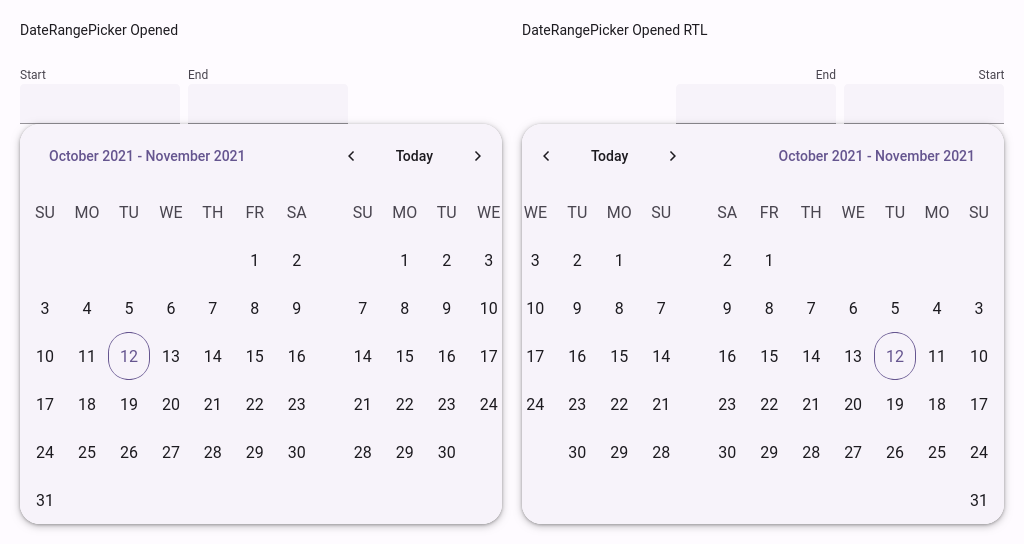 DateRangePicker Opened
Start End
October 2021 - November 2021 Today
SU MO TU WE TH FR SA SU MO TU WE
1 2 1 2 3
3 4 5 6 7 8 9 7 8 9 10
10 11 12 13 14 15 16 14 15 16 17
17 18 19 20 21 22 23 21 22 23 24
24 25 26 27 28 29 30 28 29 30
31
DateRangePicker Opened RTL
End Start
Today October 2021 - November 2021
WE TU MO SU SA FR TH WE TU MO SU
3 2 1 2 1
10 9 8 7 9 8 7 6 5 4 3
17 16 15 14 16 15 14 13 12 11 10
24 23 22 21 23 22 21 20 19 18 17
30 29 28 30 29 28 27 26 25 24
31